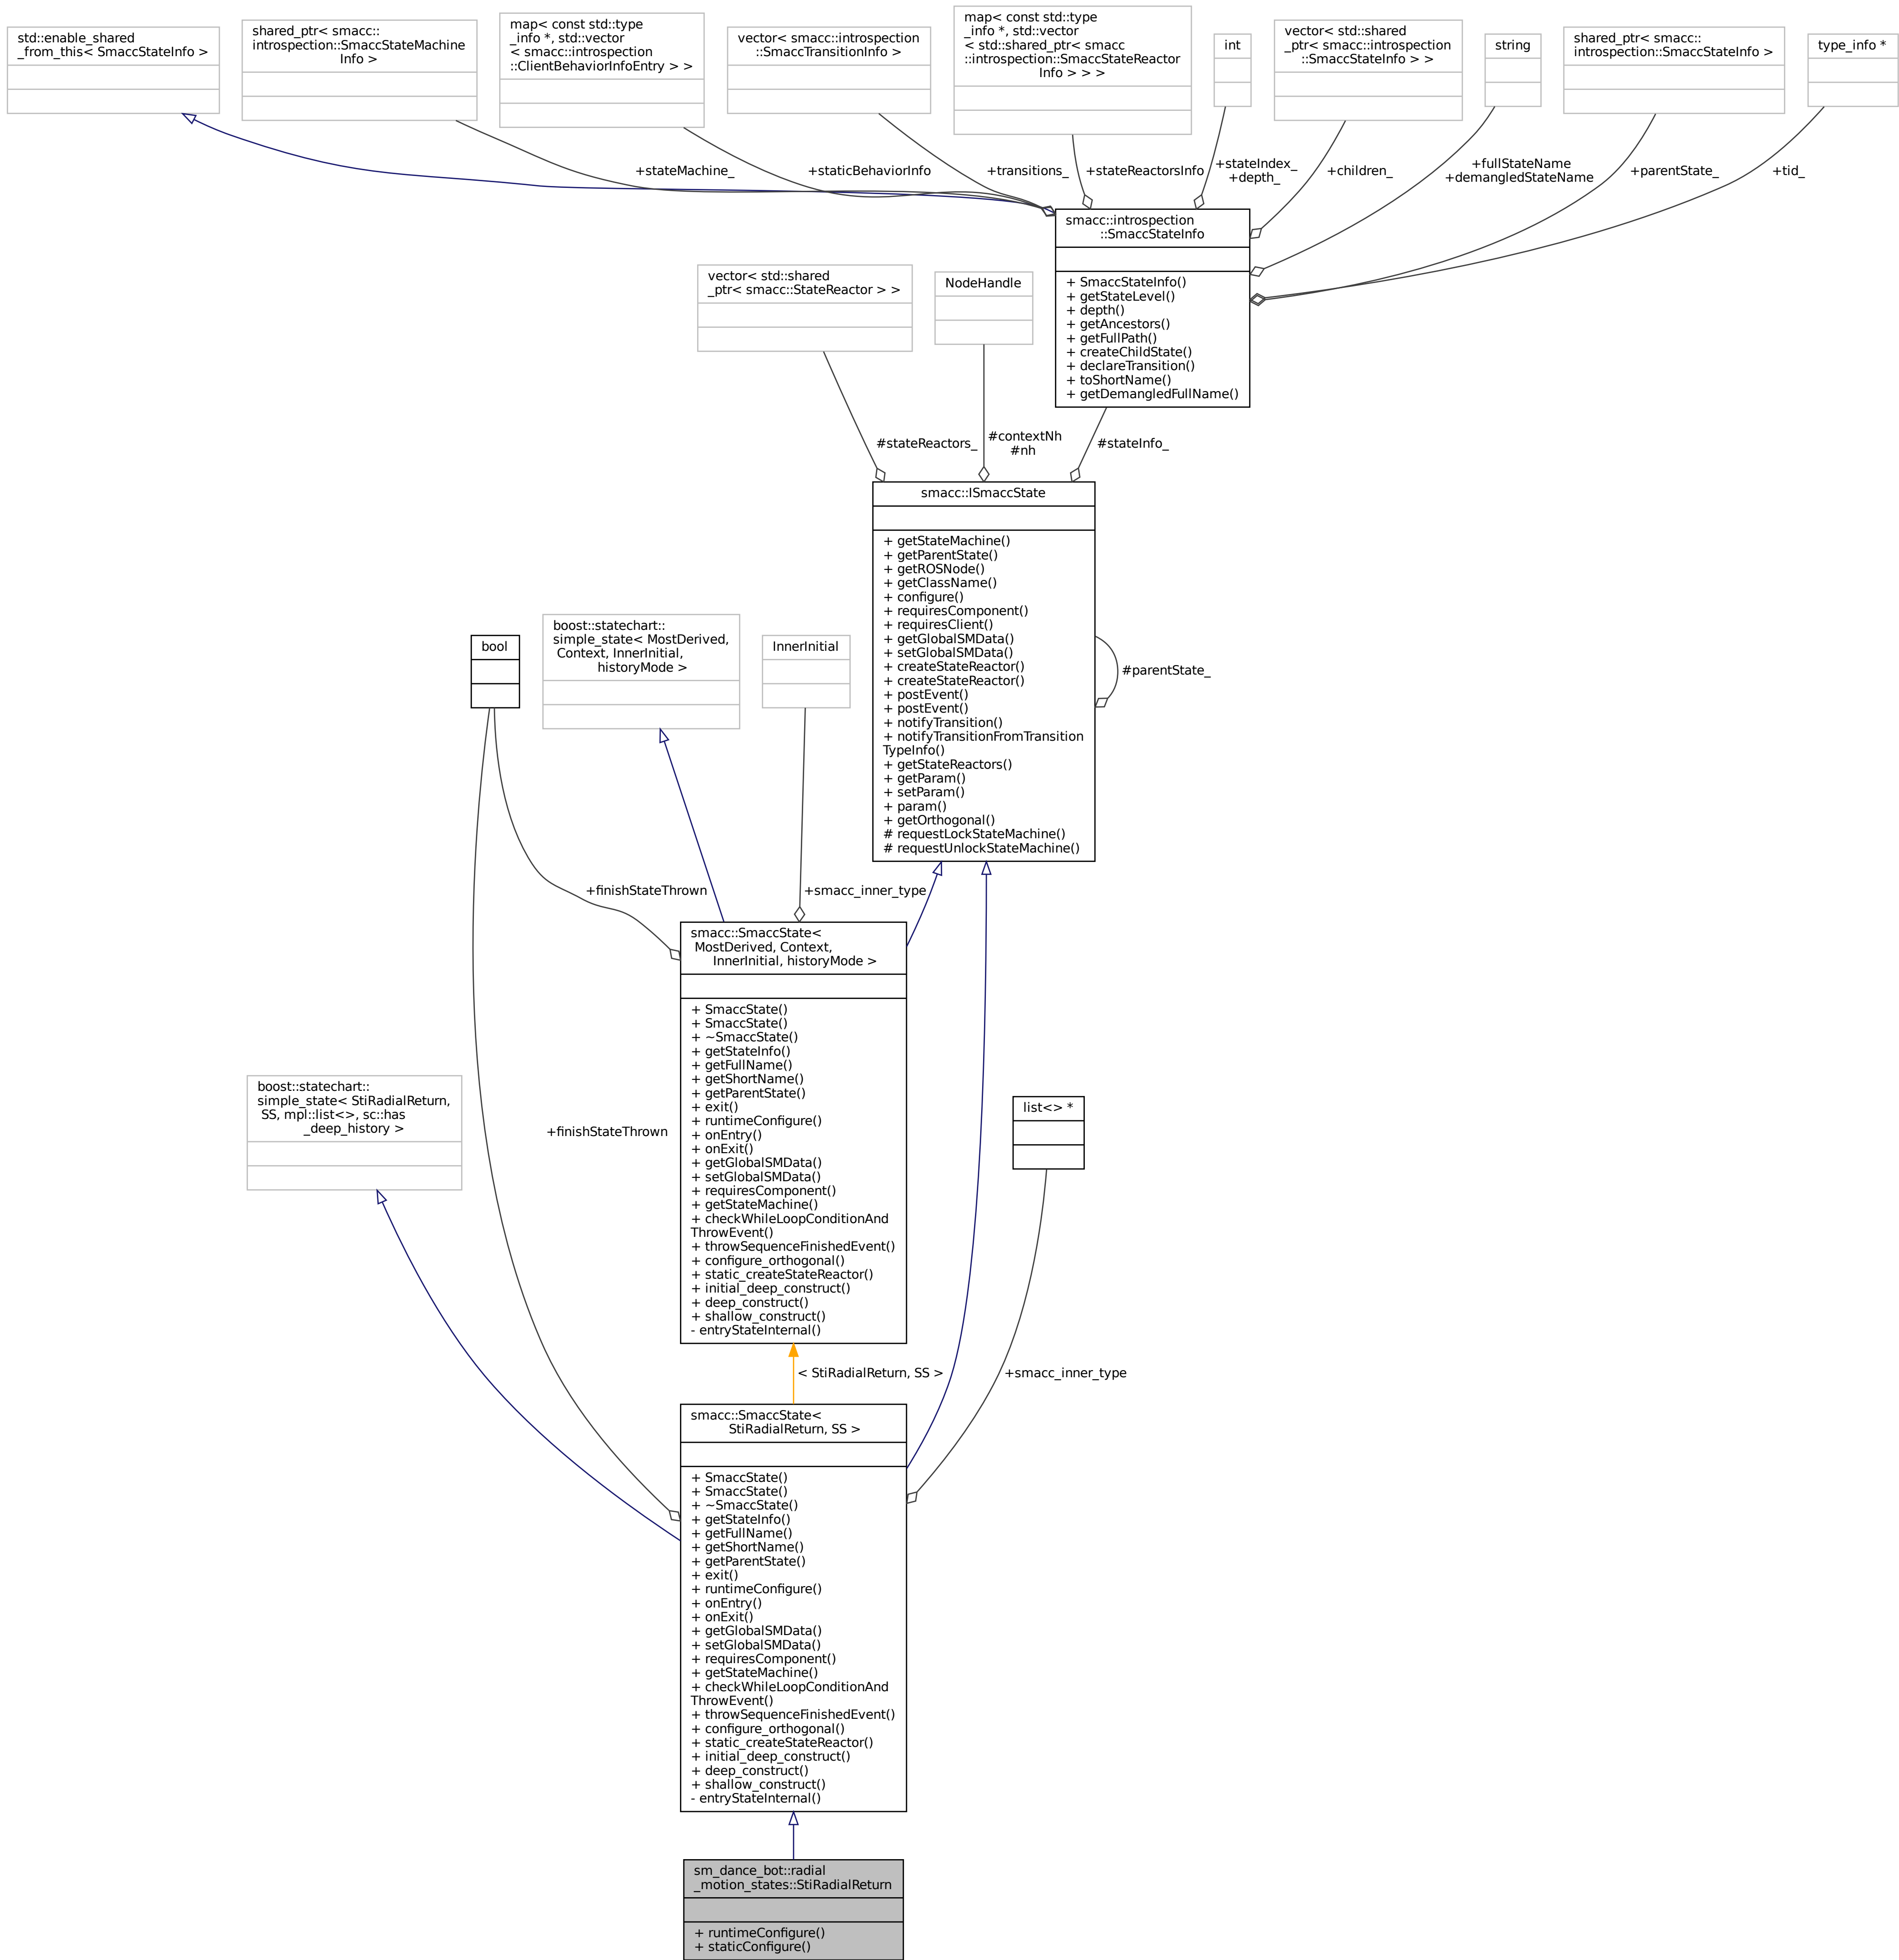 std::enable_shared
_from_this< SmaccStateInfo >
shared_ptr< smacc::
introspection::SmaccStateMachine
Info >
map< const std::type
_info *, std::vector
< smacc::introspection
::ClientBehaviorInfoEntry > >
vector< smacc::introspection
::SmaccTransitionInfo >
map< const std::type
_info *, std::vector
< std::shared_ptr< smacc
::introspection::SmaccStateReactor
Info > > >
int
vector< std::shared
_ptr< smacc::introspection
::SmaccStateInfo > >
string
shared_ptr< smacc::
introspection::SmaccStateInfo >
type_info *
+stateMachine_
+staticBehaviorInfo
+transitions_
+stateReactorsInfo
+stateIndex_
+depth_
+children_
+fullStateName
+demangledStateName
+parentState_
+tid_
smacc::introspection
::SmaccStateInfo
+ SmaccStateInfo()
+ getStateLevel()
+ depth()
+ getAncestors()
+ getFullPath()
+ createChildState()
+ declareTransition()
+ toShortName()
+ getDemangledFullName()
vector< std::shared
_ptr< smacc::StateReactor > >
NodeHandle
#stateReactors_
#contextNh
#nh
#stateInfo_
smacc::ISmaccState
+ getStateMachine()
+ getParentState()
+ getROSNode()
+ getClassName()
+ configure()
+ requiresComponent()
+ requiresClient()
+ getGlobalSMData()
+ setGlobalSMData()
+ createStateReactor()
+ createStateReactor()
+ postEvent()
+ postEvent()
+ notifyTransition()
+ notifyTransitionFromTransition
TypeInfo()
+ getStateReactors()
+ getParam()
+ setParam()
+ param()
+ getOrthogonal()
# requestLockStateMachine()
# requestUnlockStateMachine()
#parentState_
bool
boost::statechart::
simple_state< MostDerived,
Context, InnerInitial,
historyMode >
InnerInitial
+finishStateThrown
+smacc_inner_type
smacc::SmaccState<
MostDerived, Context,
InnerInitial, historyMode >
+ SmaccState()
+ SmaccState()
+ ~SmaccState()
+ getStateInfo()
+ getFullName()
+ getShortName()
+ getParentState()
+ exit()
+ runtimeConfigure()
+ onEntry()
+ onExit()
+ getGlobalSMData()
+ setGlobalSMData()
+ requiresComponent()
+ getStateMachine()
+ checkWhileLoopConditionAnd
ThrowEvent()
+ throwSequenceFinishedEvent()
+ configure_orthogonal()
+ static_createStateReactor()
+ initial_deep_construct()
+ deep_construct()
+ shallow_construct()
- entryStateInternal()
boost::statechart::
simple_state< StiRadialReturn,
SS, mpl::list<>, sc::has
_deep_history >
+finishStateThrown
list<> *
< StiRadialReturn, SS >
+smacc_inner_type
smacc::SmaccState<
StiRadialReturn, SS >
+ SmaccState()
+ SmaccState()
+ ~SmaccState()
+ getStateInfo()
+ getFullName()
+ getShortName()
+ getParentState()
+ exit()
+ runtimeConfigure()
+ onEntry()
+ onExit()
+ getGlobalSMData()
+ setGlobalSMData()
+ requiresComponent()
+ getStateMachine()
+ checkWhileLoopConditionAnd
ThrowEvent()
+ throwSequenceFinishedEvent()
+ configure_orthogonal()
+ static_createStateReactor()
+ initial_deep_construct()
+ deep_construct()
+ shallow_construct()
- entryStateInternal()
sm_dance_bot::radial
_motion_states::StiRadialReturn
+ runtimeConfigure()
+ staticConfigure()